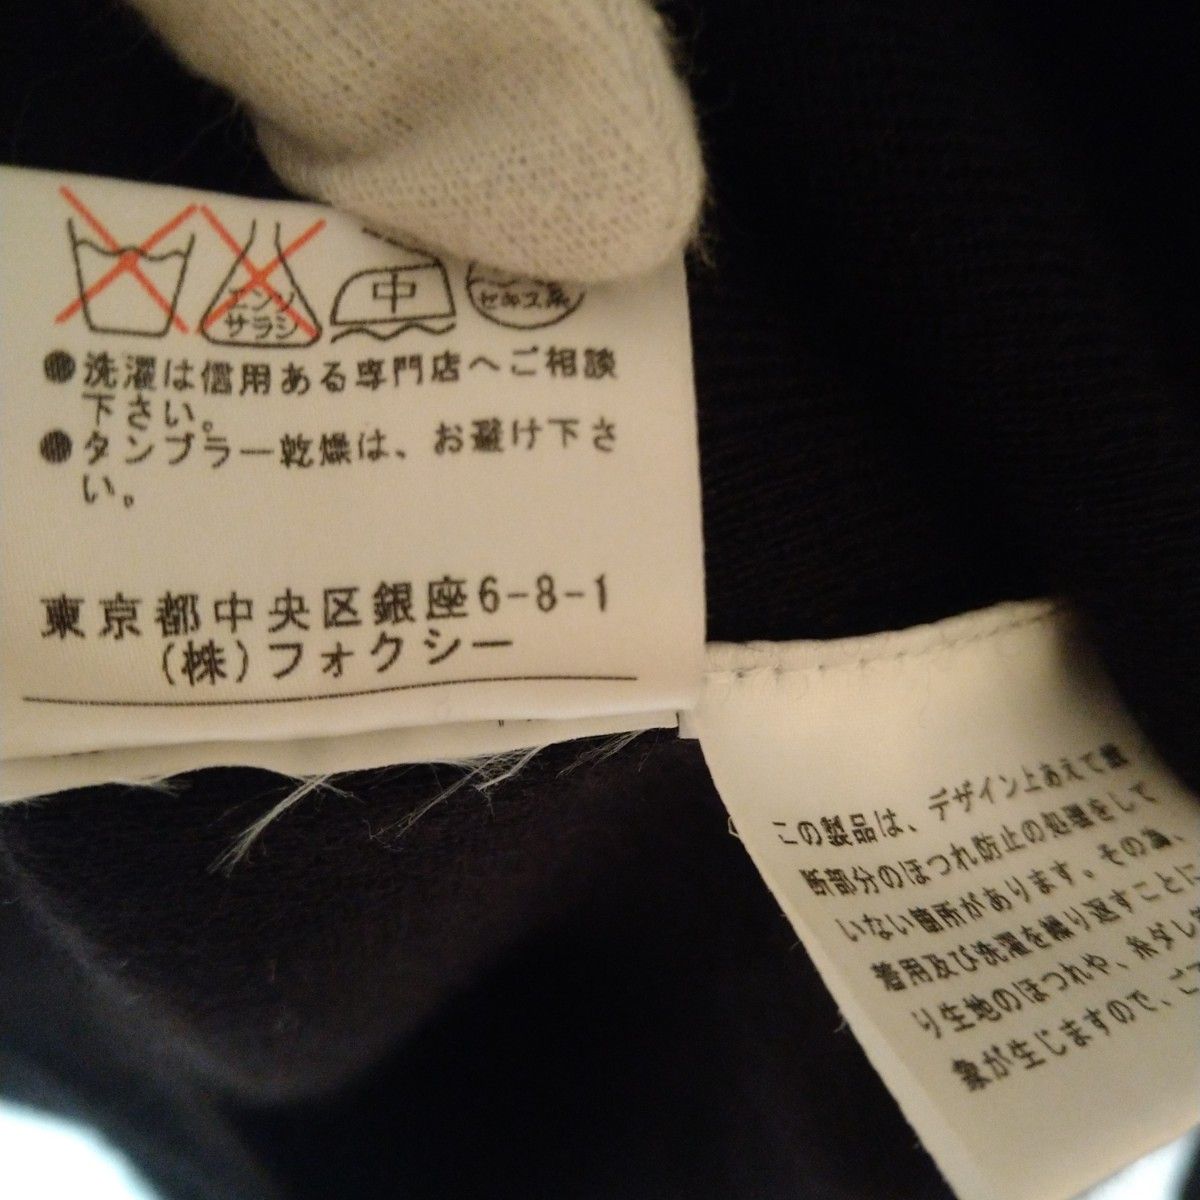 エンソ
サラシ
中
セキユ系
洗濯は信用ある専門店へご相談
下さい。
タンブラー乾燥は、お避け下さ
い。
東京都中央区銀座6-8-1
(株)フォクシー
この製品は、デザイン上あえて裁
断部分のほつれ防止の処理をして
いない箇所があります。その為、
着用及び洗濯を繰り返すことに
り生地のほつれや、糸ダレ
象が生じますので、ご